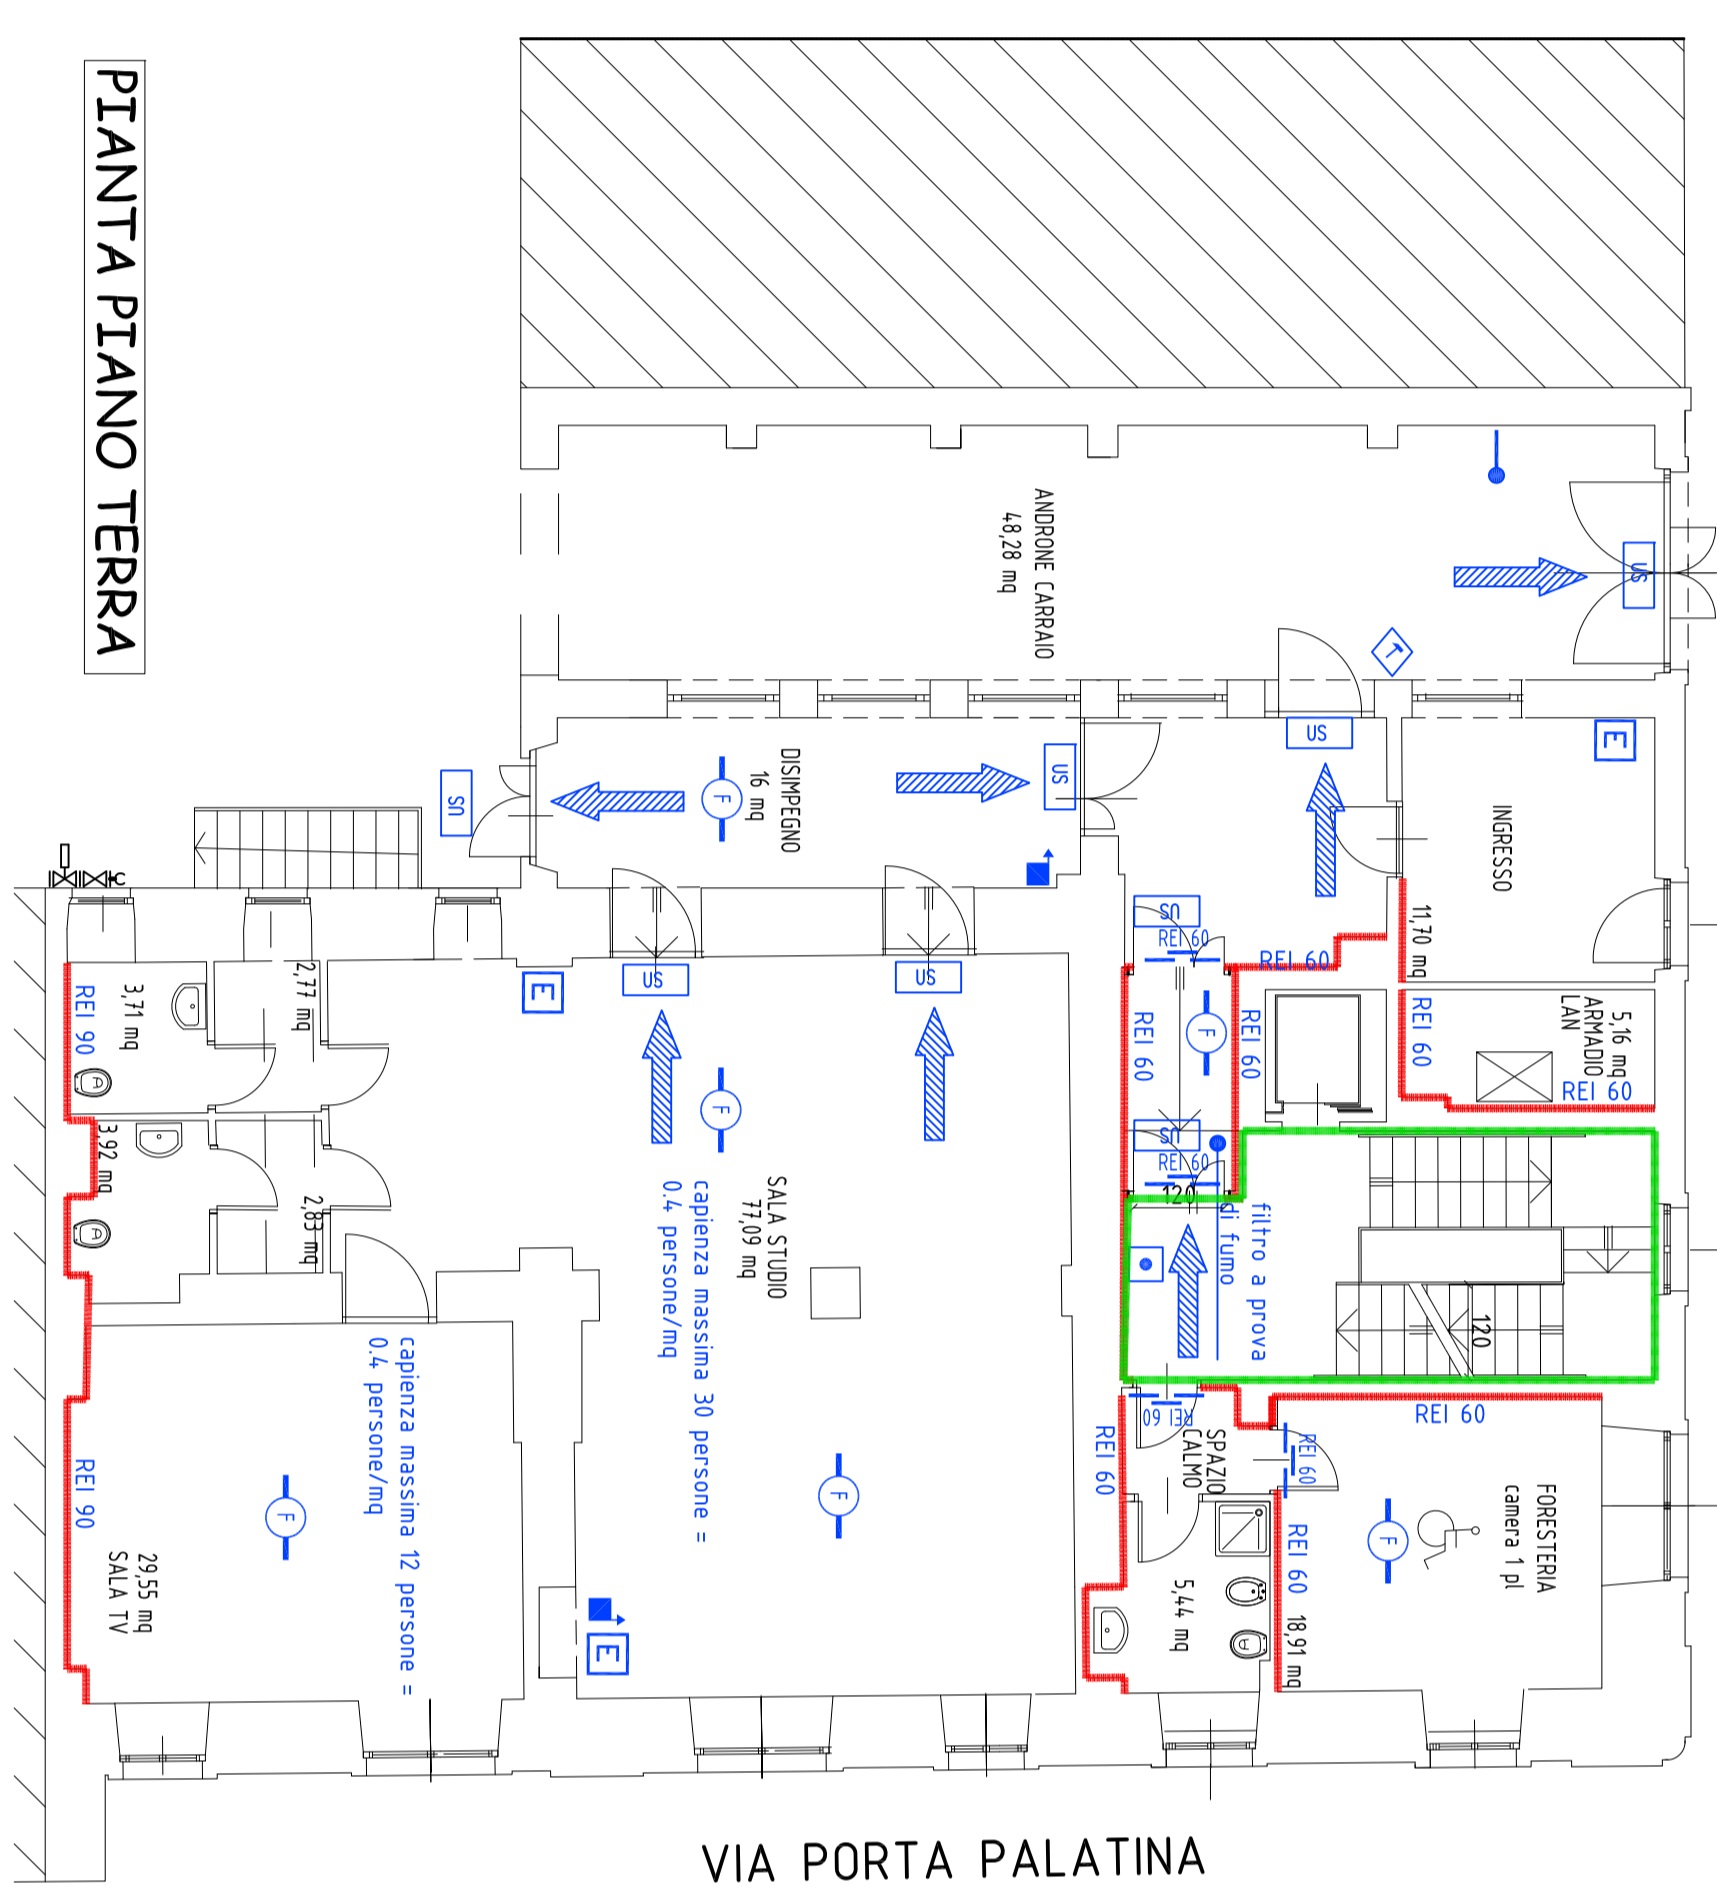 PIANTA PIANO TERRA
ANDRONE CARRAIO
48,28 mq
US
US
INGRESSO
11,70 mq
E
DISIMPEGNO
16 mq
F
US
US
US
REI 60
REI 60
REI 60
REI 60
F
US
REI 60
120
5,16 mq
ARMADIO
LAN
REI 60
REI 60
filtro a prova
di fumo
120
US
US
E
SALA STUDIO
77,09 mq
capienza massima 30 persone =
0.4 persone/mq
F
F
E
2,77 mq
3,71 mq
REI 90
3,92 mq
2,83 mq
A
A
capienza massima 12 persone =
0.4 persone/mq
F
REI 90
29,55 mq
SALA TV
REI 60
REI 60
SPAZIO
CALMO
REI 60
REI 60
REI 60
5,44 mq
A
FORESTERIA
camera 1 pl
18,91 mq
F
VIA PORTA PALATINA